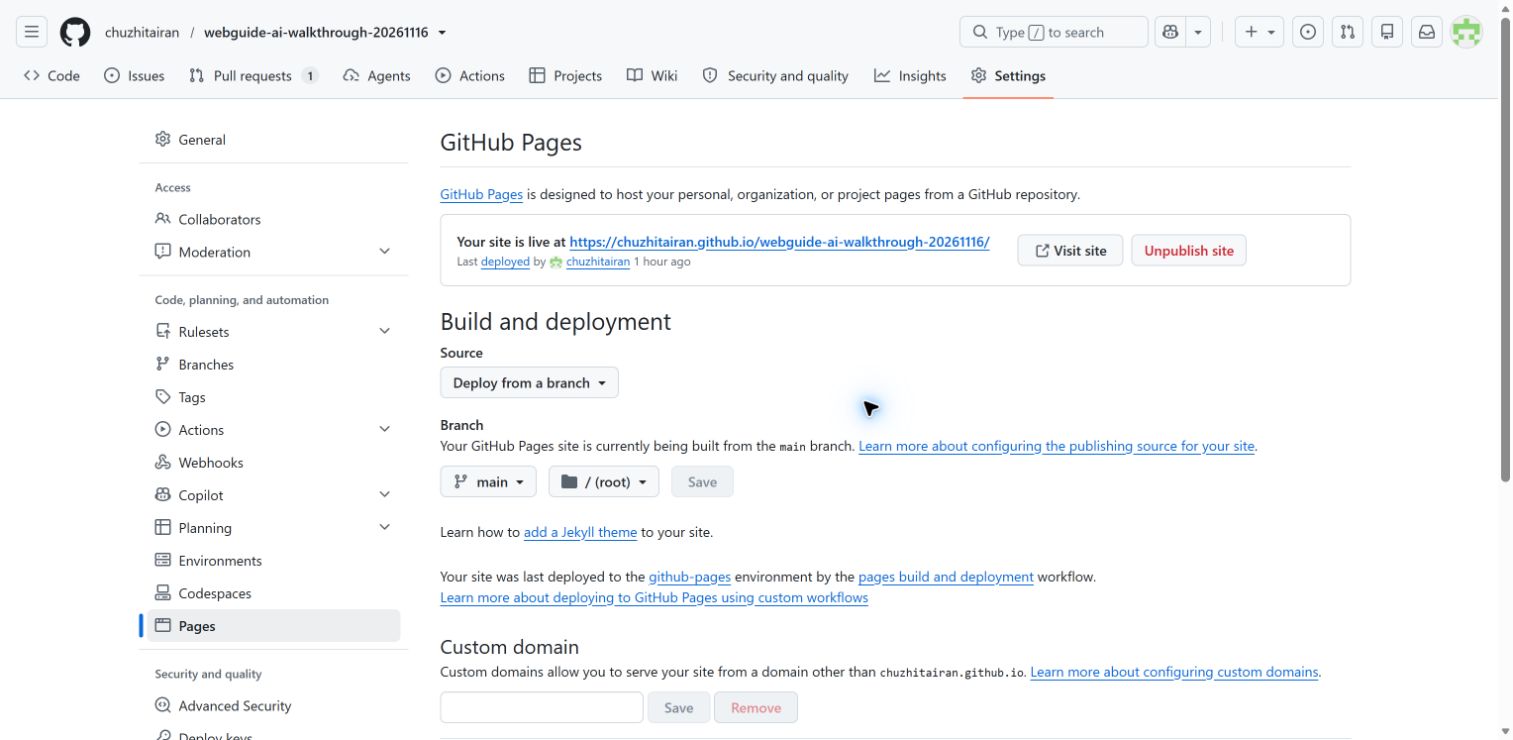 chuzhitairan / webguide-ai-walkthrough-20261116
Type / to search
Code Issues Pull requests 1 Agents Actions Projects Wiki Security and quality Insights Settings
General
Access
Collaborators
Moderation
Code, planning, and automation
Rulesets
Branches
Tags
Actions
Webhooks
Copilot
Planning
Environments
Codespaces
Pages
Security and quality
Advanced Security
Deploy keys
GitHub Pages
GitHub Pages is designed to host your personal, organization, or project pages from a GitHub repository.
Your site is live at https://chuzhitairan.github.io/webguide-ai-walkthrough-20261116/
Last deployed by chuzhitairan 1 hour ago
Visit site Unpublish site
Build and deployment
Source
Deploy from a branch
Branch
Your GitHub Pages site is currently being built from the main branch. Learn more about configuring the publishing source for your site.
main / (root) Save
Learn how to add a Jekyll theme to your site.
Your site was last deployed to the github-pages environment by the pages build and deployment workflow.
Learn more about deploying to GitHub Pages using custom workflows
Custom domain
Custom domains allow you to serve your site from a domain other than chuzhitairan.github.io. Learn more about configuring custom domains.
Save Remove